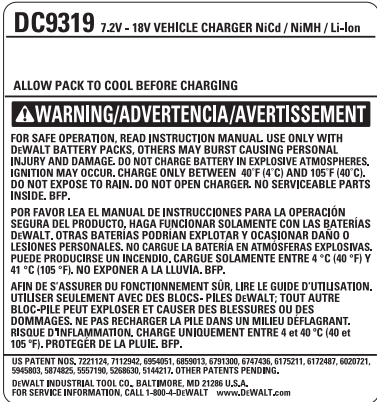 DC9319 7.2V - 18V VEHICLE CHARGER NiCd / NiMH / Li-Ion
ALLOW PACK TO COOL BEFORE CHARGING
⚠WARNING/ADVERTENCIA/AVERTISSEMENT
FOR SAFE OPERATION, READ INSTRUCTION MANUAL. USE ONLY WITH
DEWALT BATTERY PACKS, OTHERS MAY BURST CAUSING PERSONAL
INJURY AND DAMAGE. DO NOT CHARGE BATTERY IN EXPLOSIVE ATMOSPHERES.
IGNITION MAY OCCUR. CHARGE ONLY BETWEEN 40˚F (4˚C) AND 105˚F (40˚C).
DO NOT EXPOSE TO RAIN. DO NOT OPEN CHARGER. NO SERVICEABLE PARTS
INSIDE. BFP.
POR FAVOR LEA EL MANUAL DE INSTRUCCIONES PARA LA OPERACIÓN
SEGURA DEL PRODUCTO, HAGA FUNCIONAR SOLAMENTE CON LAS BATERÍAS
DEWALT. OTRAS BATERÍAS PODRÍAN EXPLOTAR Y OCASIONAR DAÑO O
LESIONES PERSONALES. NO CARGUE LA BATERÍA EN ATMÓSFERAS EXPLOSIVAS.
PUEDE PRODUCIRSE UN INCENDIO. CARGUE SOLAMENTE ENTRE 4 °C (40 °F) Y
41 °C (105 °F). NO EXPONER A LA LLUVIA. BFP.
AFIN DE S'ASSURER DU FONCTIONNEMENT SÛR, LIRE LE GUIDE D'UTILISATION.
UTILISER SEULEMENT AVEC DES BLOCS- PILES DEWALT; TOUT AUTRE
BLOC-PILE PEUT EXPLOSER ET CAUSER DES BLESSURES OU DES
DOMMAGES. NE PAS RECHARGER LA PILE DANS UN MILIEU DÉFLAGRANT.
RISQUE D'INFLAMMATION. CHARGE UNIQUEMENT ENTRE 4 et 40 °C (40 et
105 °F). PROTEGÉR DE LA PLUIE. BFP.
US PATENT NOS. 7221124, 7112942, 6954051, 6859013, 6791300, 6747436, 6175211, 6172487, 6020721,
5945803, 5874825, 5557190, 5268630, 5144217. OTHER PATENTS PENDING.
DEWALT INDUSTRIAL TOOL CO., BALTIMORE, MD 21286 U.S.A.
FOR SERVICE INFORMATION, CALL 1-800-4-DEWALT www.DEWALT.com